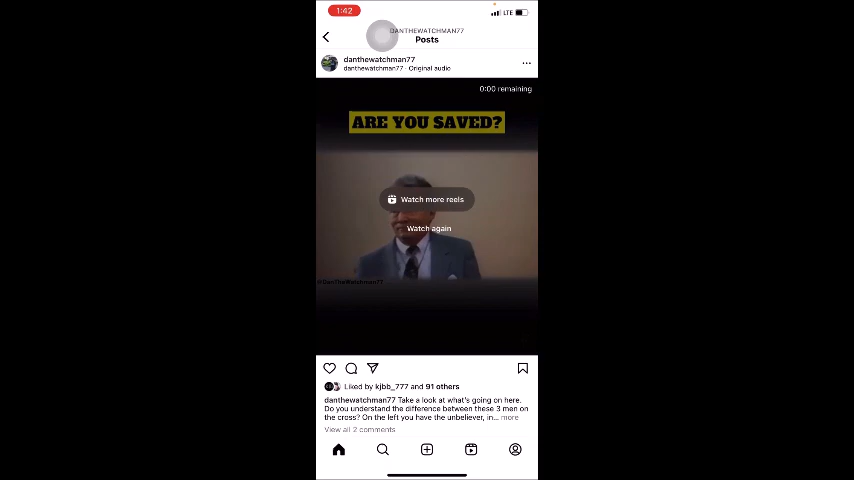 1:42
LTE
DANTHEWATCHMAN77
Posts
danthewatchman77
danthewatchman77 · Original audio
0:00 remaining
ARE YOU SAVED?
Watch more reels
Watch again
@DanTheWatchman77
Liked by kjbb_777 and 91 others
danthewatchman77 Take a look at what's going on here.
Do you understand the difference between these 3 men on
the cross? On the left you have the unbeliever, in... more
View all 2 comments